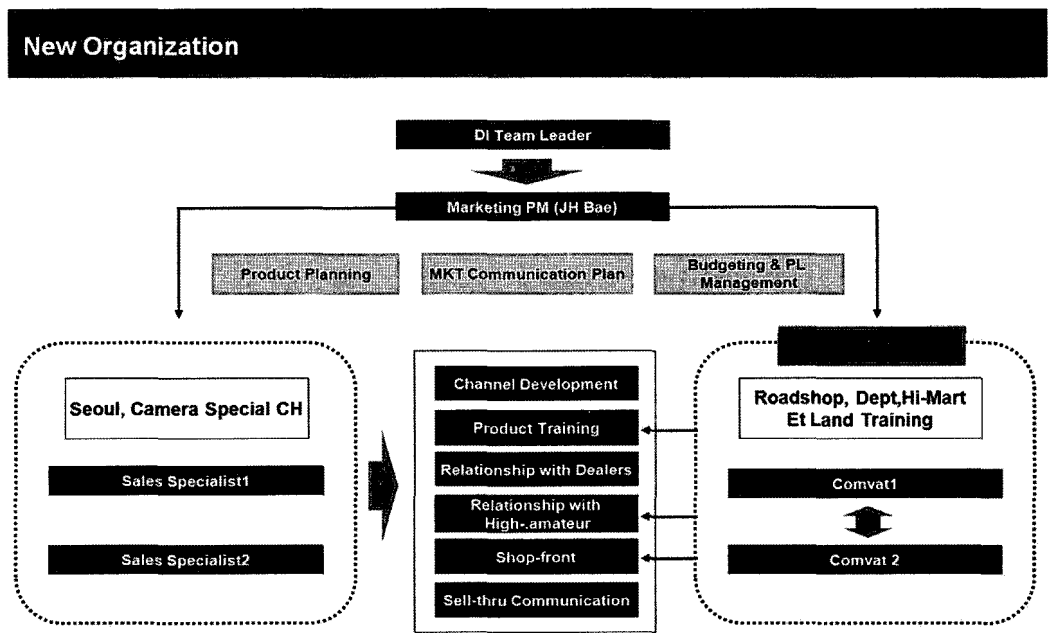 New Organization
DI Team Leader
Marketing PM (JH Bae)
Product Planning
MKT Communication Plan
Budgeting & PL
Management
Seoul, Camera Special CH
Sales Specialist1
Sales Specialist2
Channel Development
Product Training
Relationship with Dealers
Relationship with
High-.amateur
Shop-front
Sell-thru Communication
Roadshop, Dept,Hi-Mart
Et Land Training
Comvat1
Comvat 2